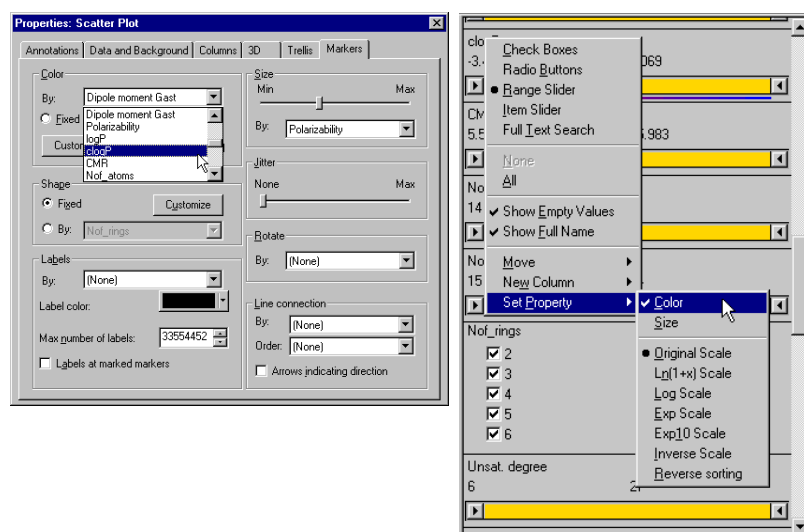 Properties: Scatter Plot
Annotations Data and Background Columns 3D Trellis Markers
Color
By: Dipole moment Gast
Fixed
Dipole moment Gast
Polarizability
logP
clogP
CMR
Nof_atoms
Shape
Fixed Customize
By: Nof_rings
Labels
By: (None)
Label color:
Max number of labels: 33554452
Labels at marked markers
Size
Min Max
By: Polarizability
Jitter
None Max
Rotate
By: (None)
Line connection
By: (None)
Order: (None)
Arrows indicating direction
Check Boxes
Radio Buttons
Range Slider
Item Slider
Full Text Search
None
All
Show Empty Values
Show Full Name
Move
New Column
Set Property
Color
Size
Original Scale
Ln(1+x) Scale
Log Scale
Exp Scale
Exp10 Scale
Inverse Scale
Reverse sorting
14
15
Nof_rings
2
3
4
5
6
Unsat. degree
6